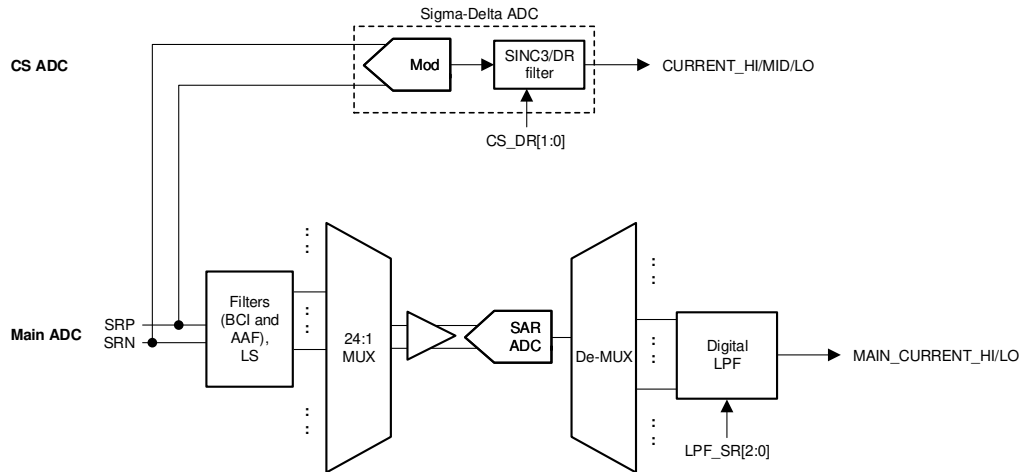 Sigma-Delta ADC
CS ADC
Mod
SINC3/DR
filter
CURRENT_HI/MID/LO
CS_DR[1:0]
Main ADC
SRP
SRN
Filters
(BCI and
AAF),
LS
24:1
MUX
SAR
ADC
De-MUX
Digital
LPF
MAIN_CURRENT_HI/LO
LPF_SR[2:0]